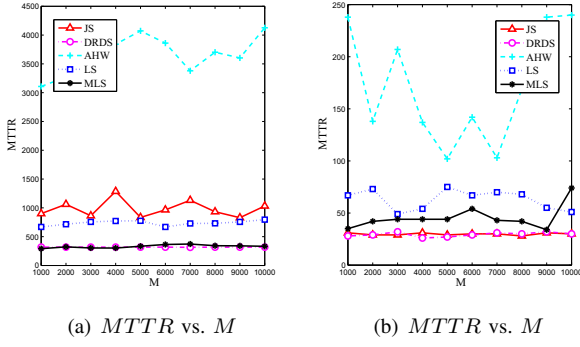 4500
4000
3500
3000
2500
2000
1500
1000
500
0
MTTR
JS
DRDS
AHW
LS
MLS
1000 2000 3000 4000 5000 6000 7000 8000 9000 10000
M
(a) MTTR vs. M
250
200
150
100
50
0
MTTR
JS
DRDS
AHW
LS
MLS
1000 2000 3000 4000 5000 6000 7000 8000 9000 10000
M
(b) MTTR vs. M